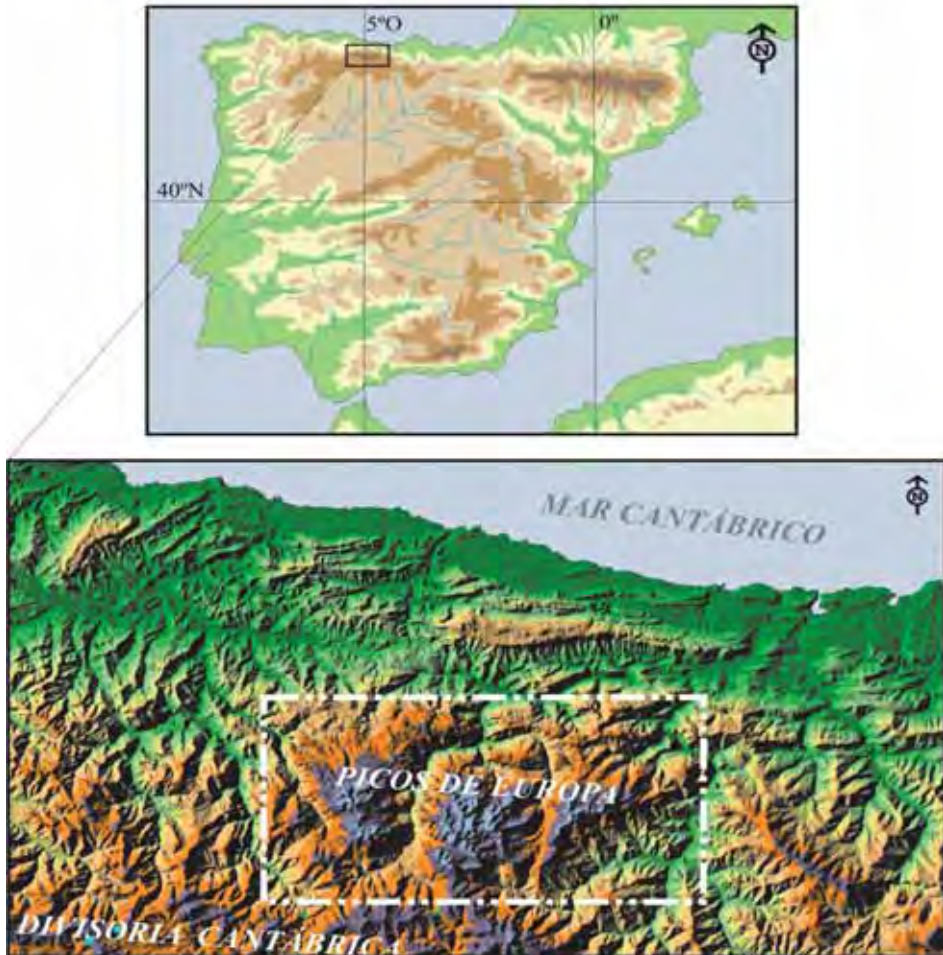 5ºO
0º
N
40ºN
N
MAR CANTÁBRICO
PICOS DE EUROPA
DIVISORIA CANTÁBRICA